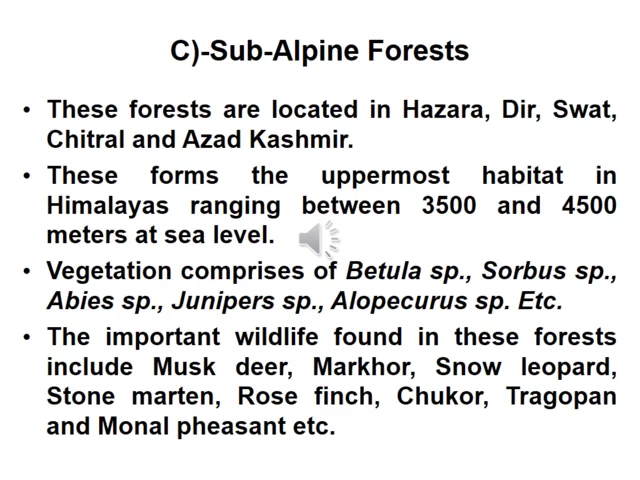 C)-Sub-Alpine Forests
• These forests are located in Hazara, Dir, Swat,
Chitral and Azad Kashmir.
• These forms the uppermost habitat in
Himalayas ranging between 3500 and 4500
meters at sea level.
• Vegetation comprises of Betula sp., Sorbus sp.,
Abies sp., Junipers sp., Alopecurus sp. Etc.
• The important wildlife found in these forests
include Musk deer, Markhor, Snow leopard,
Stone marten, Rose finch, Chukor, Tragopan
and Monal pheasant etc.